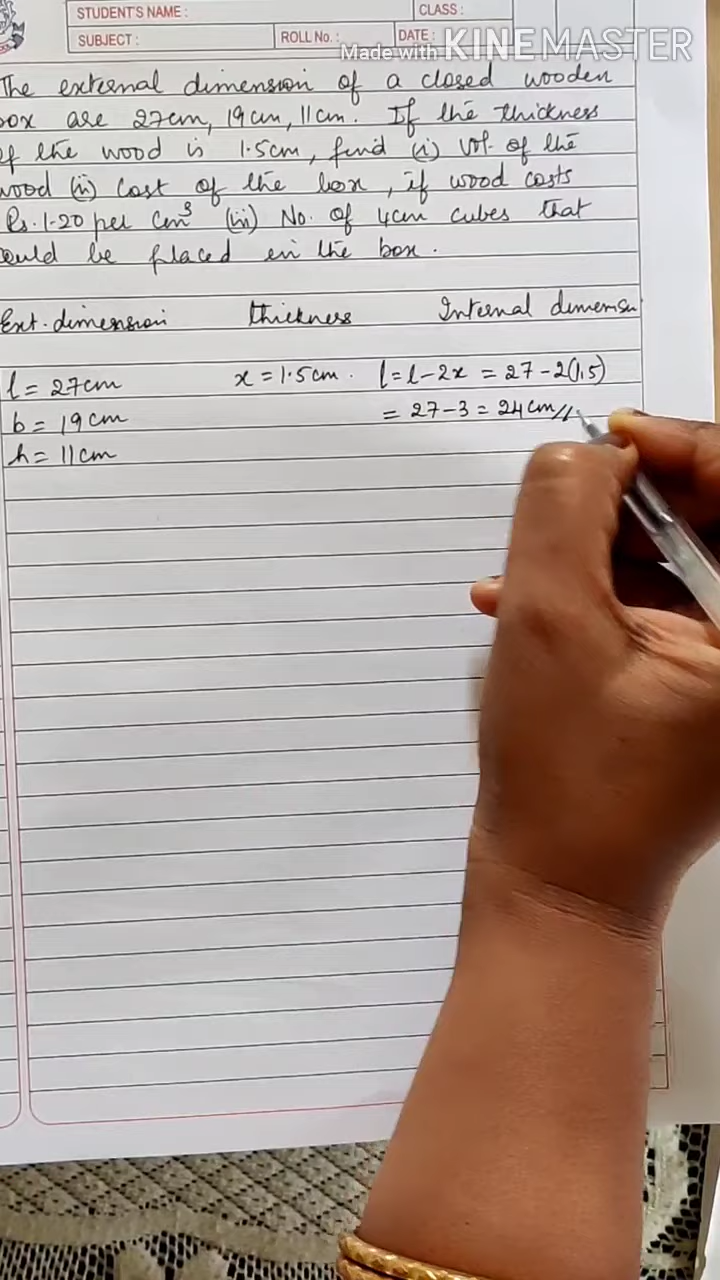 STUDENT'S NAME :
CLASS :
SUBJECT :
ROLL No. :
DATE :
Made with KINEMASTER
The external dimension of a closed wooden
box are 27cm, 19cm, 11cm. If the thickness
of the wood is 1.5cm, find (i) vol. of the
wood (ii) cost of the box, if wood costs
Rs. 1.20 per cm³ (iii) No. of 4cm cubes that
could be placed in the box.
Ext. dimension thickness Internal dimension
l = 27cm x = 1.5cm. l = l - 2x = 27 - 2(1.5)
b = 19cm = 27 - 3 = 24cm//
h = 11cm